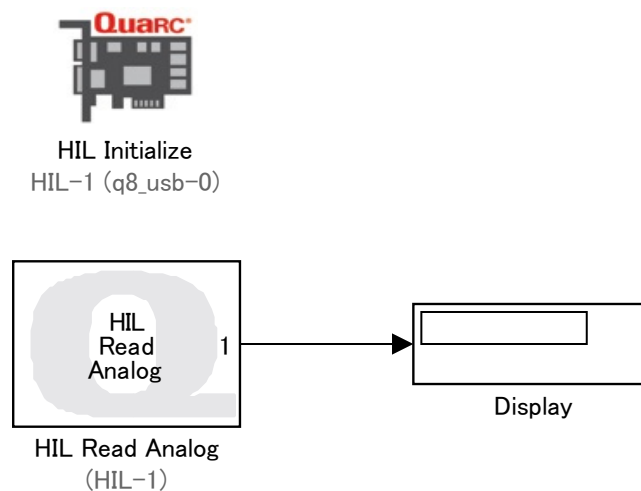 QUARC
HIL Initialize
HIL-1 (q8_usb-0)
HIL
Read
Analog
1
HIL Read Analog
(HIL-1)
Display